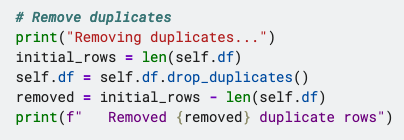 # Remove duplicates
print("Removing duplicates...")
initial_rows = len(self.df)
self.df = self.df.drop_duplicates()
removed = initial_rows - len(self.df)
print(f"   Removed {removed} duplicate rows")